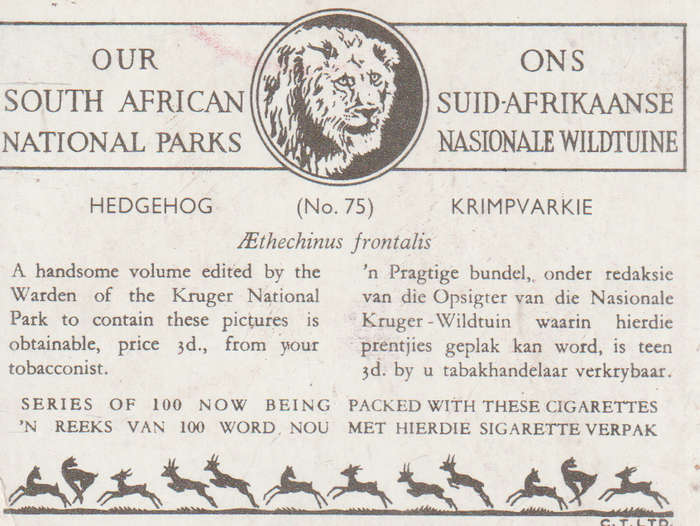 OUR
SOUTH AFRICAN
NATIONAL PARKS
ONS
SUID-AFRIKAANSE
NASIONALE WILDTUINE
HEDGEHOG (No. 75) KRIMPVARKIE
Æthechinus frontalis
A handsome volume edited by the
Warden of the Kruger National
Park to contain these pictures is
obtainable, price 3d., from your
tobacconist.
'n Pragtige bundel, onder redaksie
van die Opsigter van die Nasionale
Kruger-Wildtuin waarin hierdie
prentjies geplak kan word, is teen
3d. by u tabakhandelaar verkrybaar.
SERIES OF 100 NOW BEING PACKED WITH THESE CIGARETTES
'N REEKS VAN 100 WORD NOU MET HIERDIE SIGARETTE VERPAK
C.T. LTD.